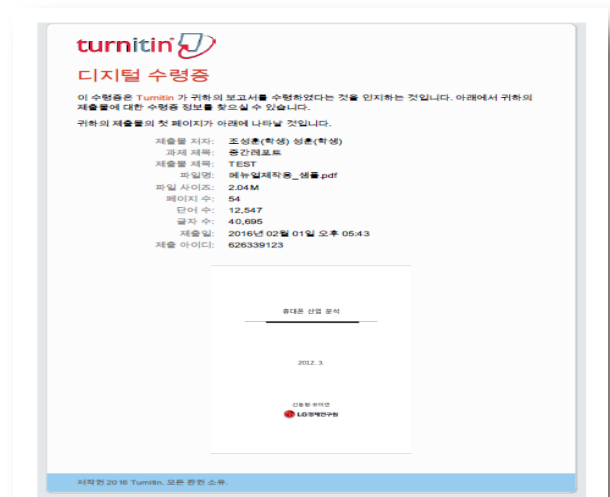 turnitin
디지털 수령증
이 수령증은 Turnitin 가 귀하의 보고서를 수령하였다는 것을 인지하는 것입니다. 아래에서 귀하의
제출물에 대한 수령증 정보를 찾으실 수 있습니다.
귀하의 제출물의 첫 페이지가 아래에 나타날 것입니다.
제출물 저자: 조성훈(학생) 성훈(학생)
과제 제목: 중간레포트
제출물 제목: TEST
파일명: 메뉴얼제작용_샘플.pdf
파일 사이즈: 2.04M
페이지 수: 54
단어 수: 12,547
글자 수: 40,695
제출일: 2016년 02월 01일 오후 05:43
제출 아이디: 626339123
휴대폰 산업 분석
2012. 3.
LG경제연구원
저작권 2016 Turnitin. 모든 판권 소유.